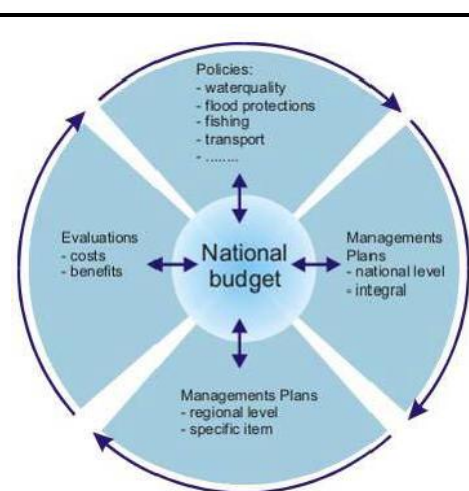 Policies:
- waterquality
- flood protections
- fishing
- transport
- ........
Evaluations
- costs
- benefits
National
budget
Managements
Plans
- national level
- integral
Managements Plans
- regional level
- specific item